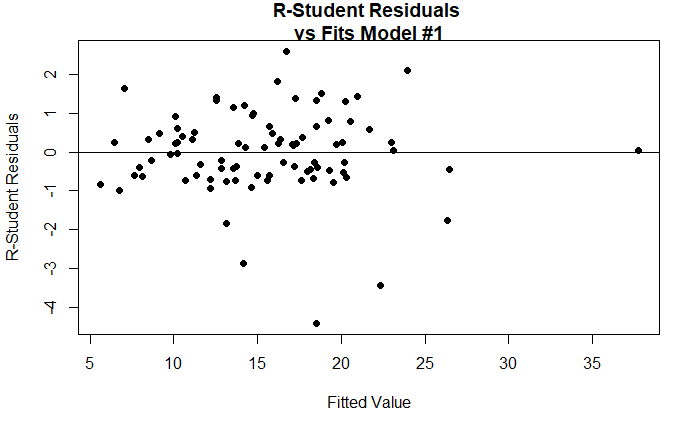 R-Student Residuals
vs Fits Model #1
R-Student Residuals
2
1
0
-1
-2
-3
-4
5 10 15 20 25 30 35
Fitted Value